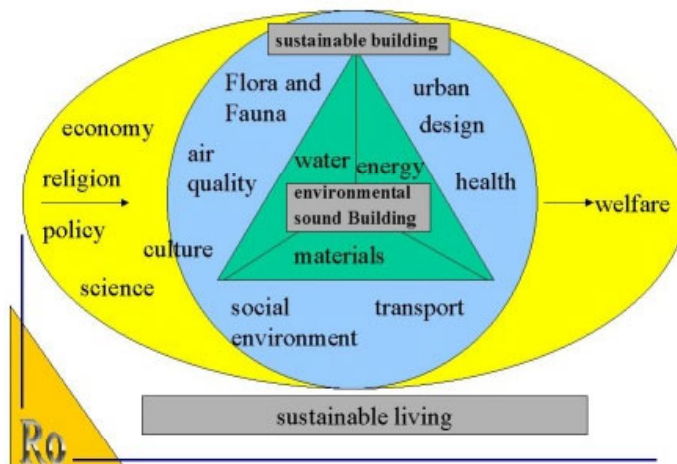 sustainable building
Flora and
Fauna
urban
design
economy
air
quality
water
energy
religion
health
environmental
sound Building
welfare
policy
culture
materials
science
social
environment
transport
sustainable living
Ro